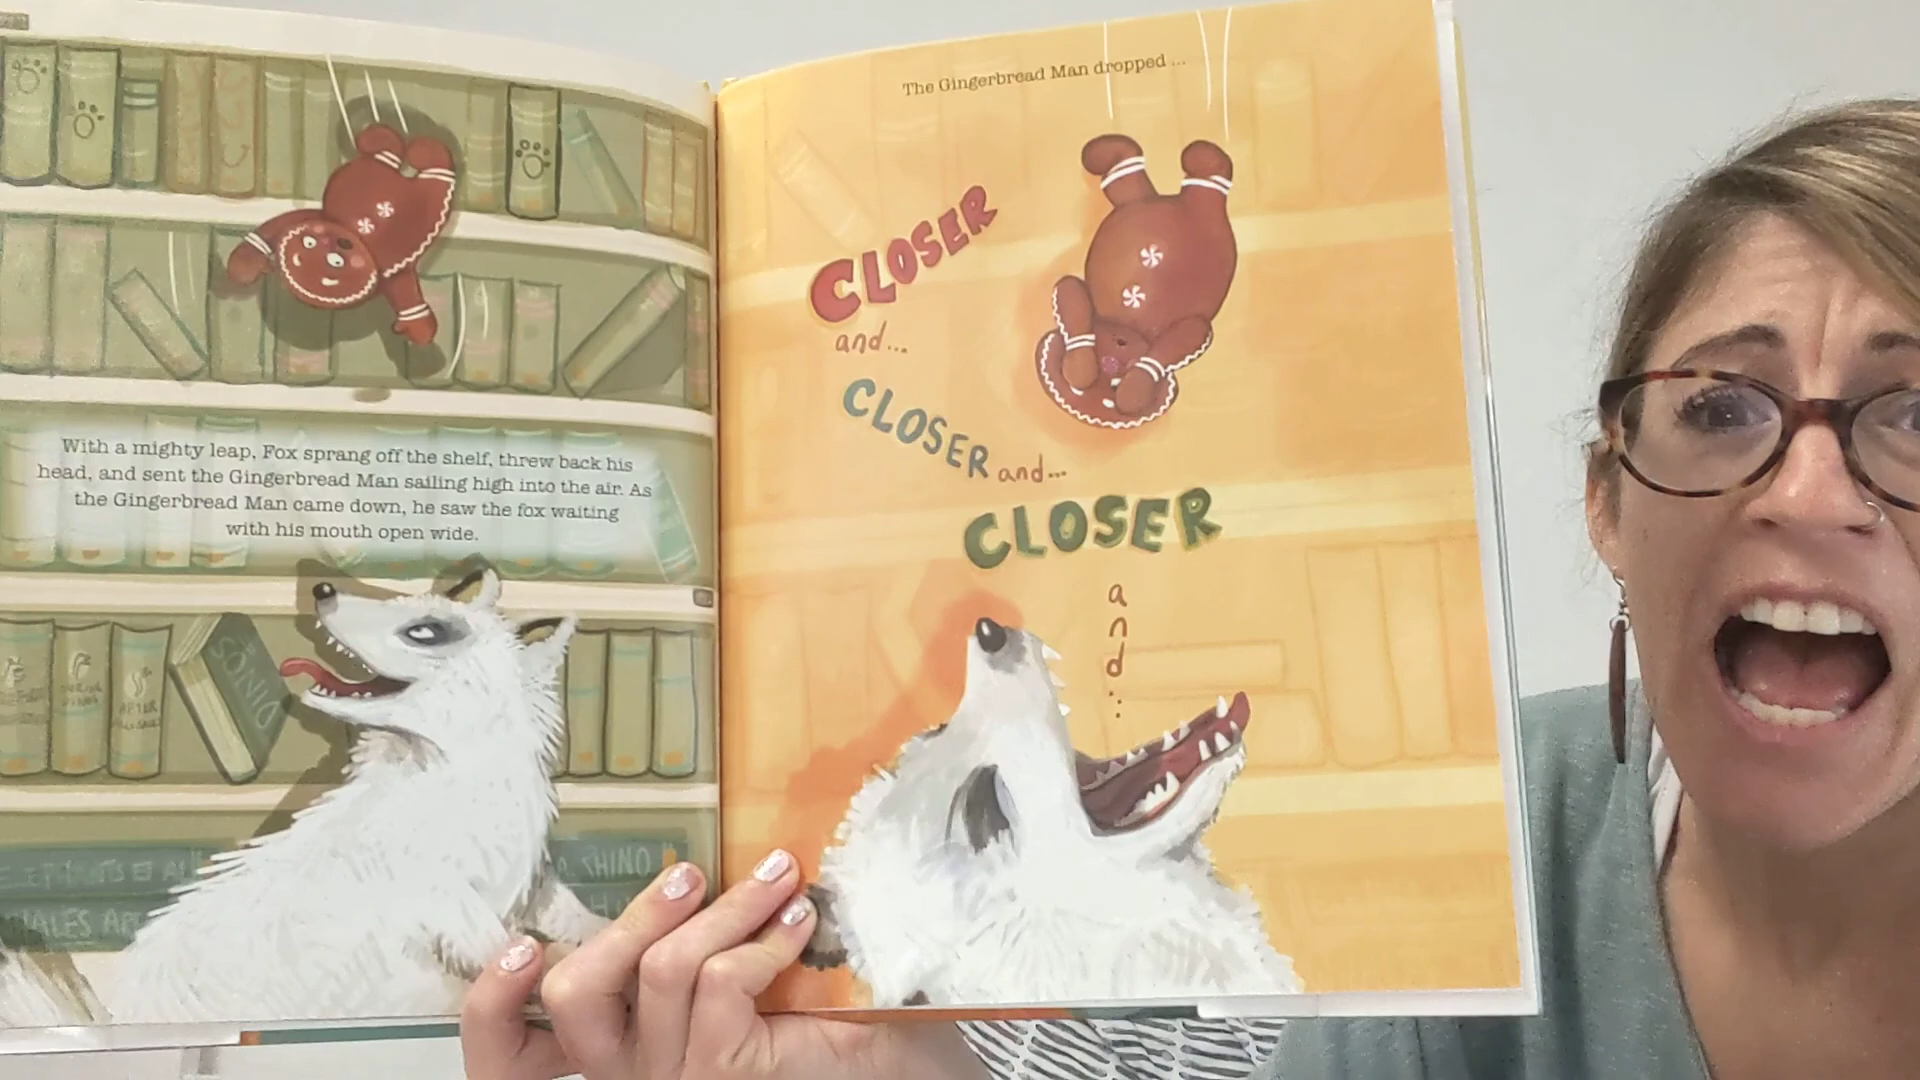 With a mighty leap, Fox sprang off the shelf, threw back his
head, and sent the Gingerbread Man sailing high into the air. As
the Gingerbread Man came down, he saw the fox waiting
with his mouth open wide.
DINOS
The Gingerbread Man dropped ...
CLOSER
and...
CLOSER and...
CLOSER
and...